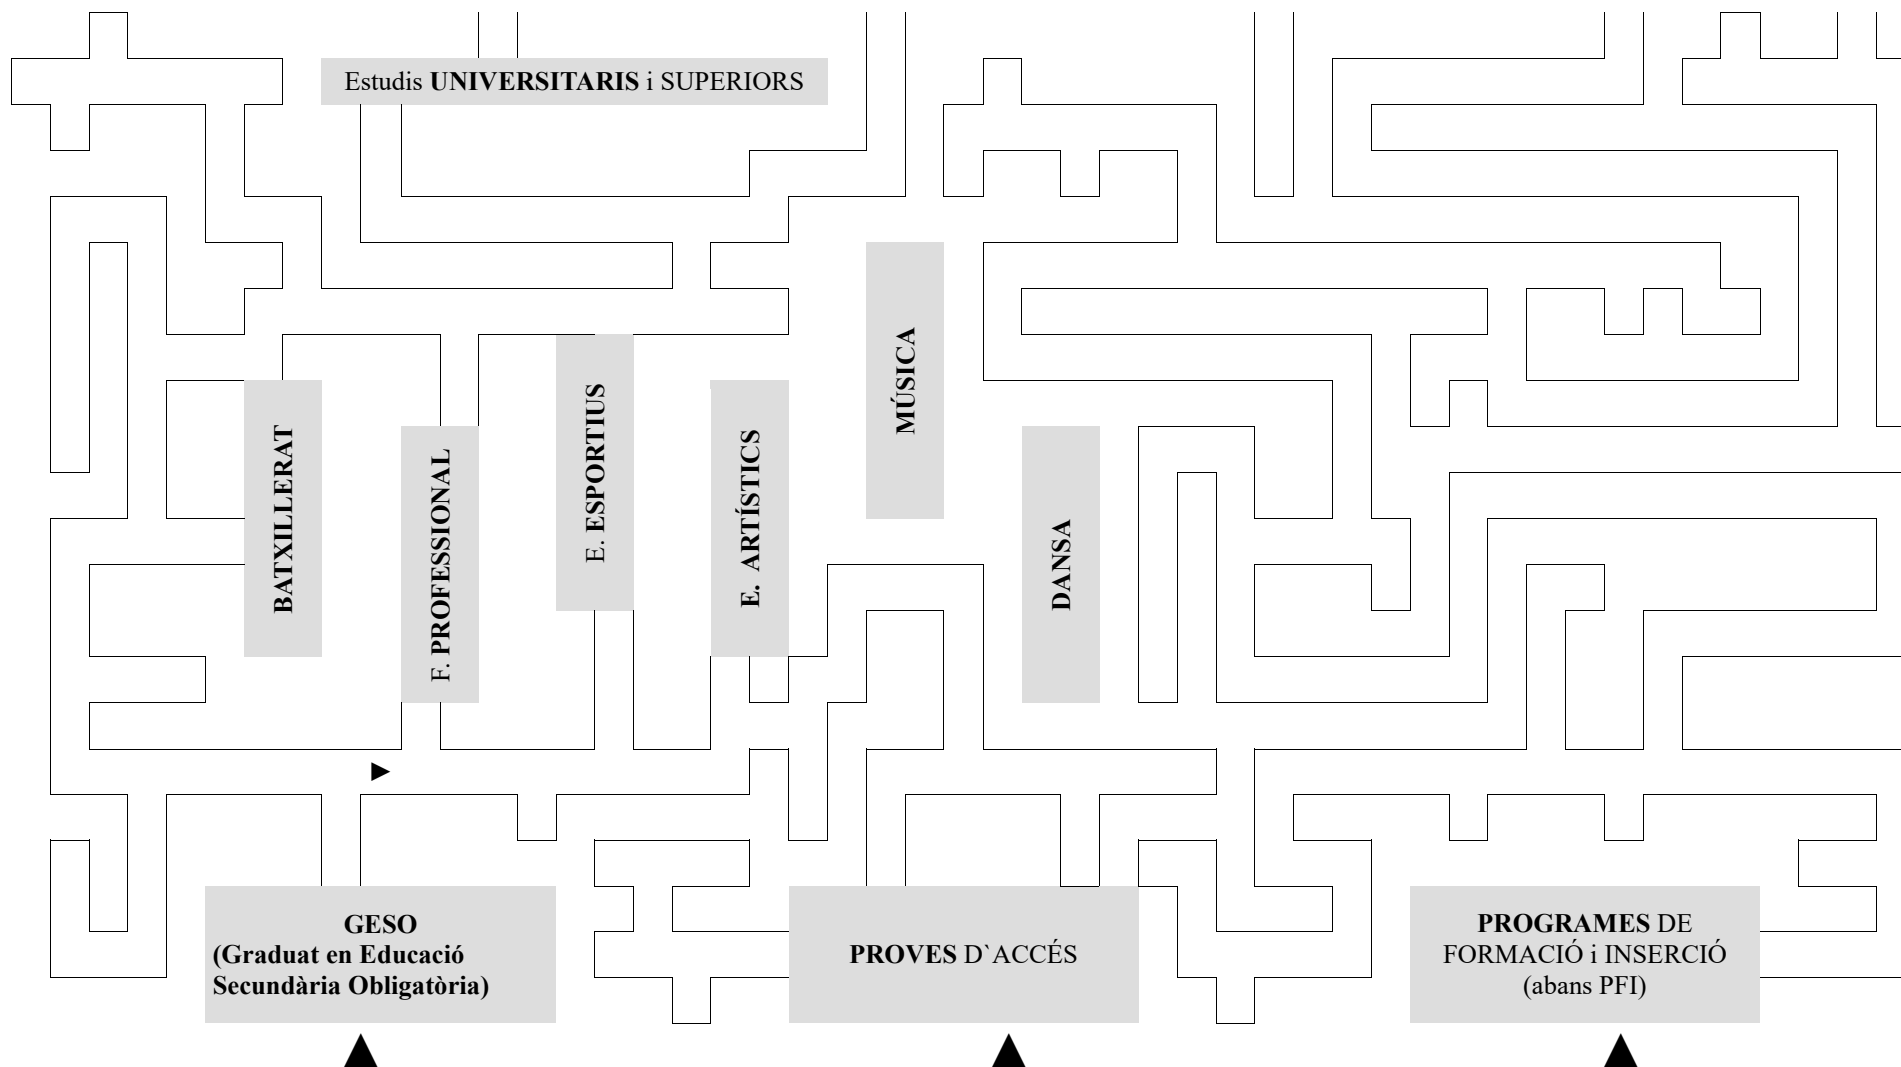 Estudis UNIVERSITARIS i SUPERIORS
MÚSICA
BATXILLERAT
F. PROFESSIONAL
E. ESPORTIUS
E. ARTÍSTICS
DANSA
GESO
(Graduat en Educació
Secundària Obligatòria)
PROVES D`ACCÉS
PROGRAMES DE
FORMACIÓ i INSERCIÓ
(abans PFI)